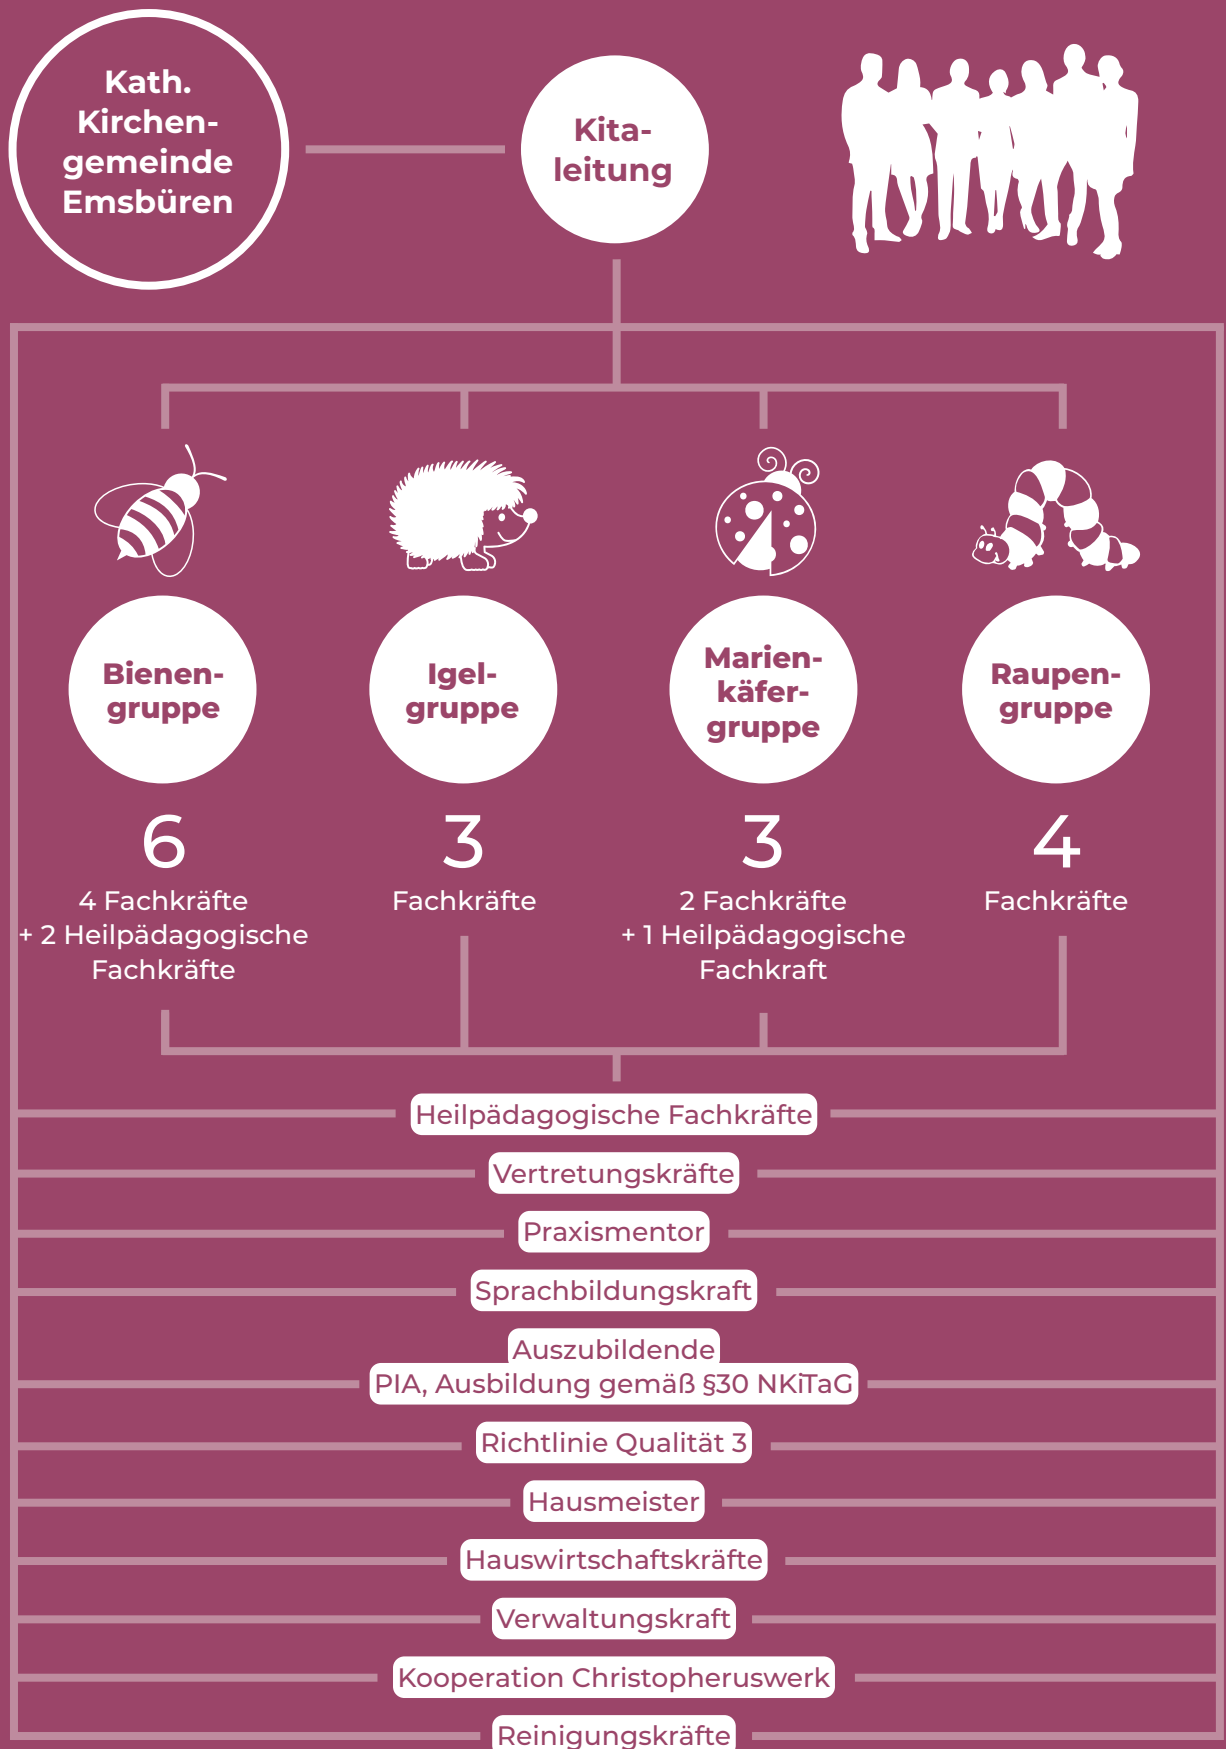 Kath.
Kirchen-
gemeinde
Emsbüren
Kita-
leitung
Bienen-
gruppe
6
4 Fachkräfte
+ 2 Heilpädagogische
Fachkräfte
Igel-
gruppe
3
Fachkräfte
Marien-
käfer-
gruppe
3
2 Fachkräfte
+ 1 Heilpädagogische
Fachkraft
Raupen-
gruppe
4
Fachkräfte
Heilpädagogische Fachkräfte
Vertretungskräfte
Praxismentor
Sprachbildungskraft
Auszubildende
PIA, Ausbildung gemäß §30 NKiTaG
Richtlinie Qualität 3
Hausmeister
Hauswirtschaftskräfte
Verwaltungskraft
Kooperation Christopheruswerk
Reinigungskräfte